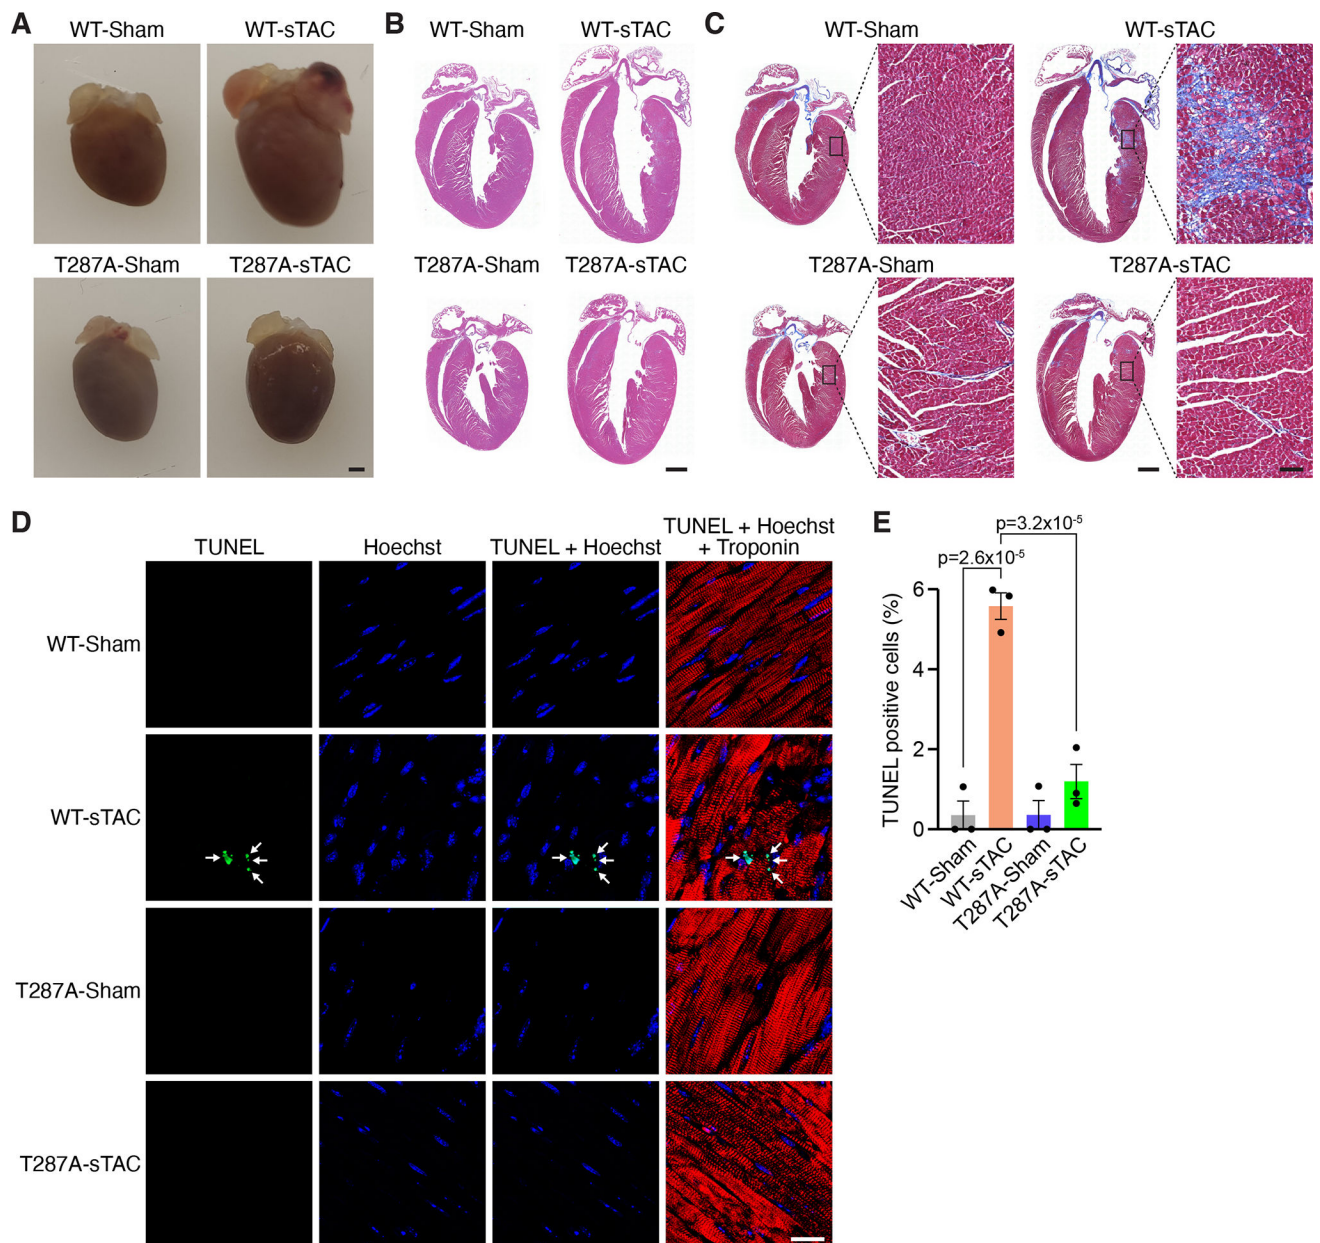 A
WT-Sham
WT-sTAC
T287A-Sham
T287A-sTAC
B
WT-Sham
WT-sTAC
T287A-Sham
T287A-sTAC
C
WT-Sham
WT-sTAC
T287A-Sham
T287A-sTAC
D
TUNEL
Hoechst
TUNEL + Hoechst
TUNEL + Hoechst
+ Troponin
WT-Sham
WT-sTAC
T287A-Sham
T287A-sTAC
E
p=3.2x10⁻⁵
p=2.6x10⁻⁵
TUNEL positive cells (%)
6
4
2
0
WT-Sham
WT-sTAC
T287A-Sham
T287A-sTAC